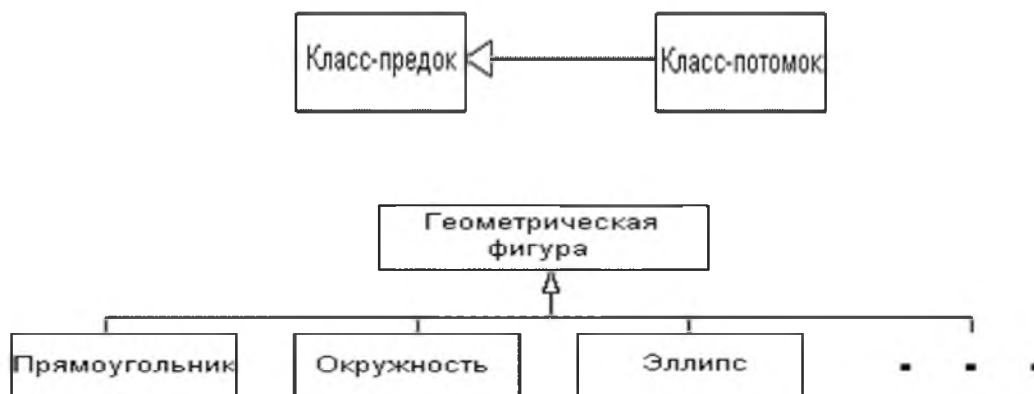 Класс-предок
Класс-потомок
Геометрическая
фигура
Прямоугольник
Окружность
Эллипс
. . .